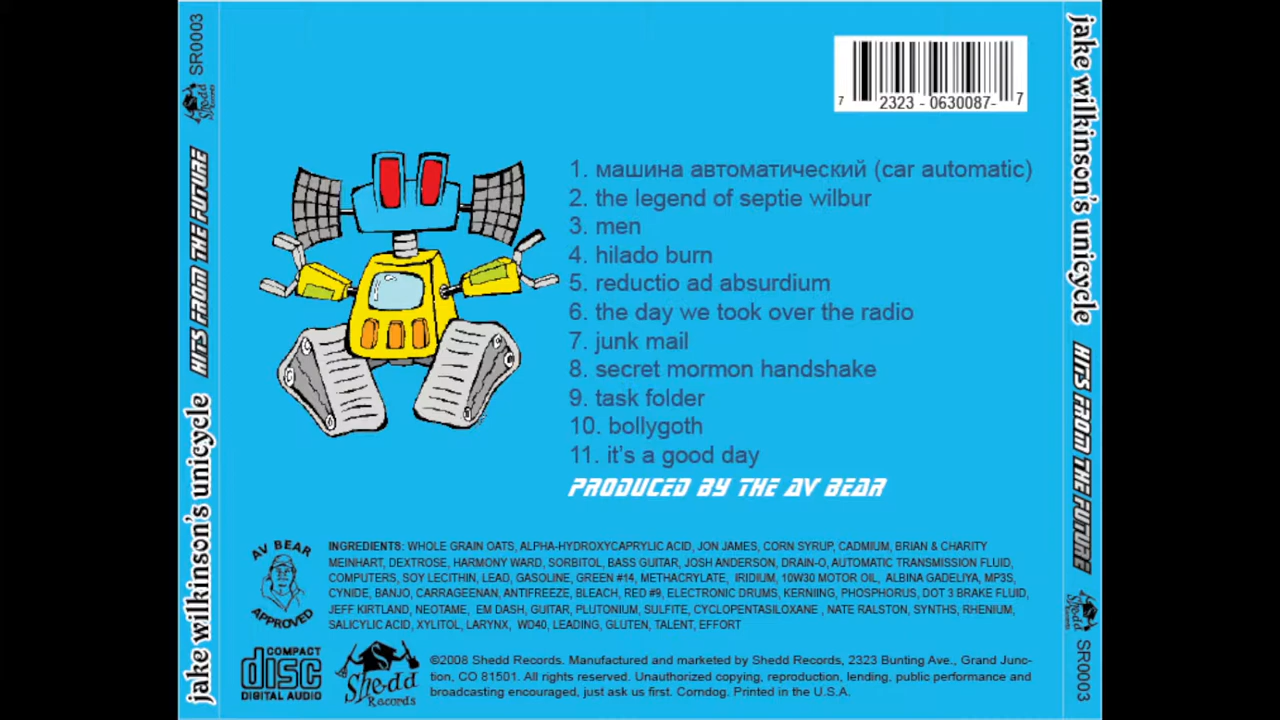 SR0003
Shedd Records
HITS FROM THE FUTURE
jake wilkinson's unicycle
7 2323 - 0630087- 7
1. машина автоматический (car automatic)
2. the legend of septie wilbur
3. men
4. hilado burn
5. reductio ad absurdium
6. the day we took over the radio
7. junk mail
8. secret mormon handshake
9. task folder
10. bollygoth
11. it's a good day
PRODUCED BY THE AV BEAR
AV BEAR
APPROVED
INGREDIENTS: WHOLE GRAIN OATS, ALPHA-HYDROXYCAPRYLIC ACID, JON JAMES, CORN SYRUP, CADMIUM, BRIAN & CHARITY
MEINHART, DEXTROSE, HARMONY WARD, SORBITOL, BASS GUITAR, JOSH ANDERSON, DRAIN-O, AUTOMATIC TRANSMISSION FLUID,
COMPUTERS, SOY LECITHIN, LEAD, GASOLINE, GREEN #14, METHACRYLATE, IRIDIUM, 10W30 MOTOR OIL, ALBINA GADELIYA, MP3S,
CYNIDE, BANJO, CARRAGEENAN, ANTIFREEZE, BLEACH, RED #9, ELECTRONIC DRUMS, KERNIING, PHOSPHORUS, DOT 3 BRAKE FLUID,
JEFF KIRTLAND, NEOTAME, EM DASH, GUITAR, PLUTONIUM, SULFITE, CYCLOPENTASILOXANE , NATE RALSTON, SYNTHS, RHENIUM,
SALICYLIC ACID, XYLITOL, LARYNX, WD40, LEADING, GLUTEN, TALENT, EFFORT
COMPACT
disc
DIGITAL AUDIO
Shedd
Records
©2008 Shedd Records. Manufactured and marketed by Shedd Records, 2323 Bunting Ave., Grand Junc-
tion, CO 81501. All rights reserved. Unauthorized copying, reproduction, lending, public performance and
broadcasting encouraged, just ask us first. Corndog. Printed in the U.S.A.
jake wilkinson's unicycle
HITS FROM THE FUTURE
Shedd Records
SR0003